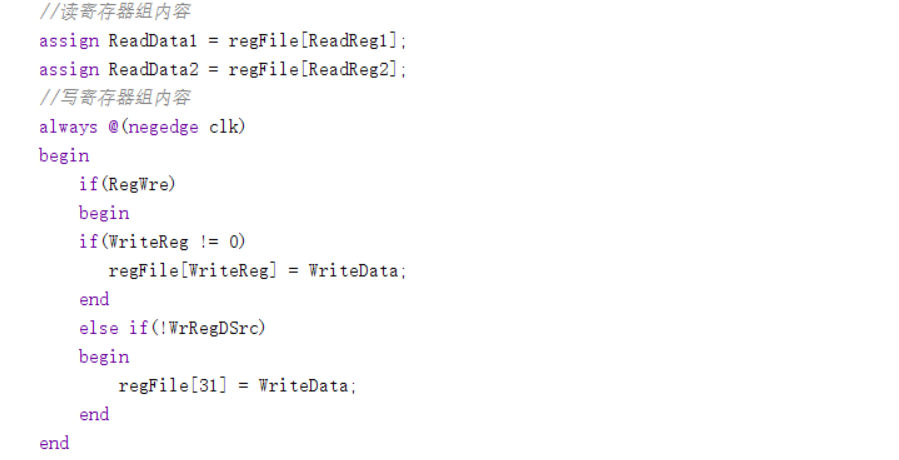 //读寄存器组内容
assign ReadData1 = regFile[ReadReg1];
assign ReadData2 = regFile[ReadReg2];
//写寄存器组内容
always @(negedge clk)
begin
    if(RegWre)
    begin
    if(WriteReg != 0)
       regFile[WriteReg] = WriteData;
    end
    else if(!WrRegDSrc)
    begin
        regFile[31] = WriteData;
    end
end